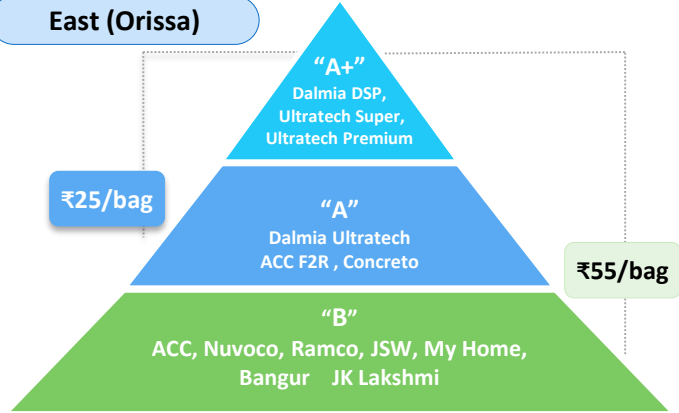 East (Orissa)
“A+”
Dalmia DSP,
Ultratech Super,
Ultratech Premium
₹25/bag
“A”
Dalmia Ultratech
ACC F2R , Concreto
₹55/bag
“B”
ACC, Nuvoco, Ramco, JSW, My Home,
Bangur JK Lakshmi